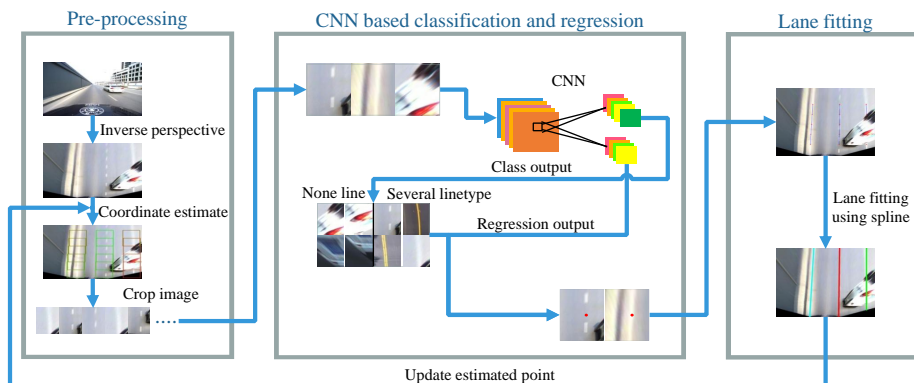 Pre-processing
CNN based classification and regression
Lane fitting
CNN
Inverse perspective
Class output
None line
Several linetype
Coordinate estimate
Regression output
Lane fitting
using spline
Crop image
Update estimated point